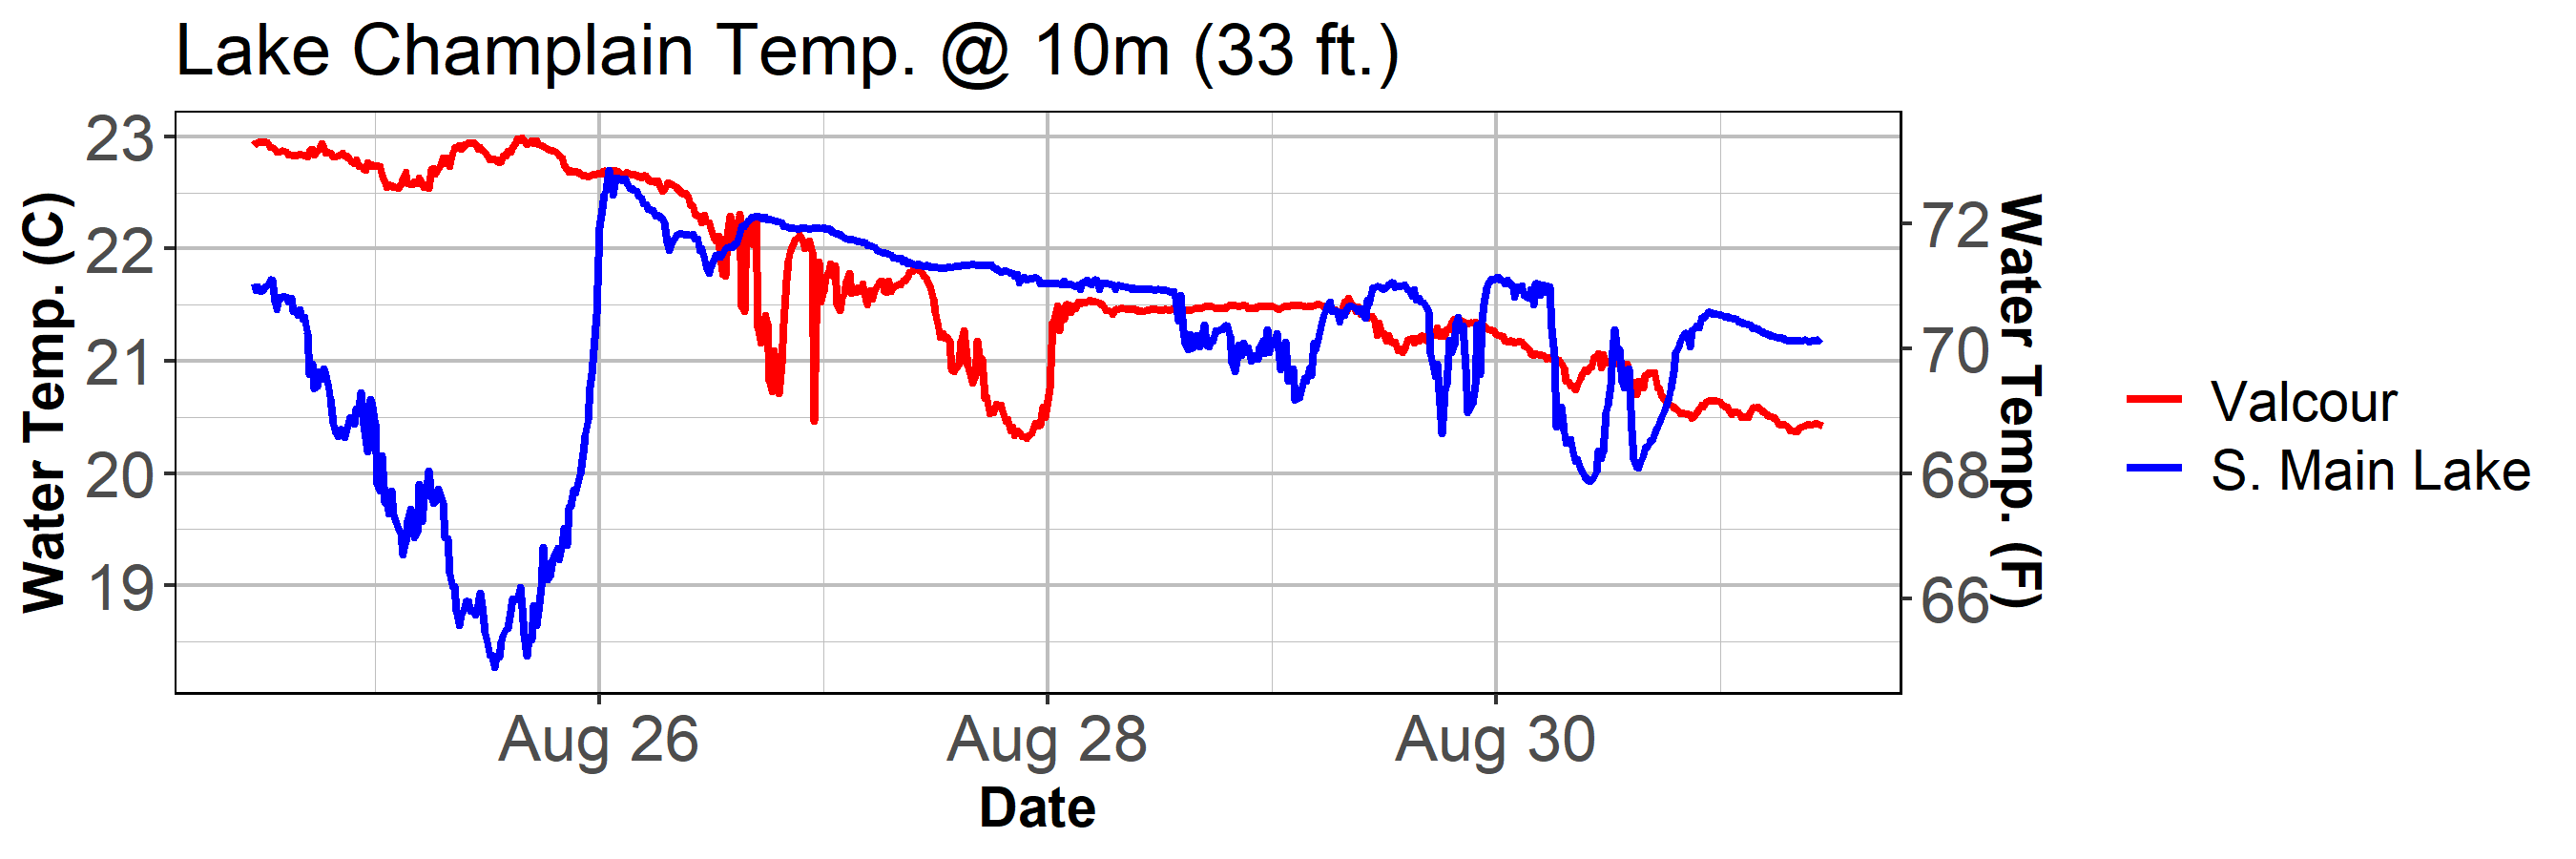 Lake Champlain Temp. @ 10m (33 ft.)
Water Temp. (C)
23
22
21
20
19
72
70
68
66
Water Temp. (F)
Aug 26
Aug 28
Aug 30
Date
Valcour
S. Main Lake